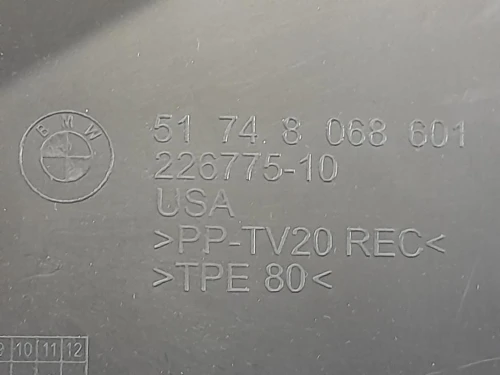 BMW
51 74. 8 068 601
226775-10
USA
>PP-TV20 REC<
>TPE 80<
9 10 11 12